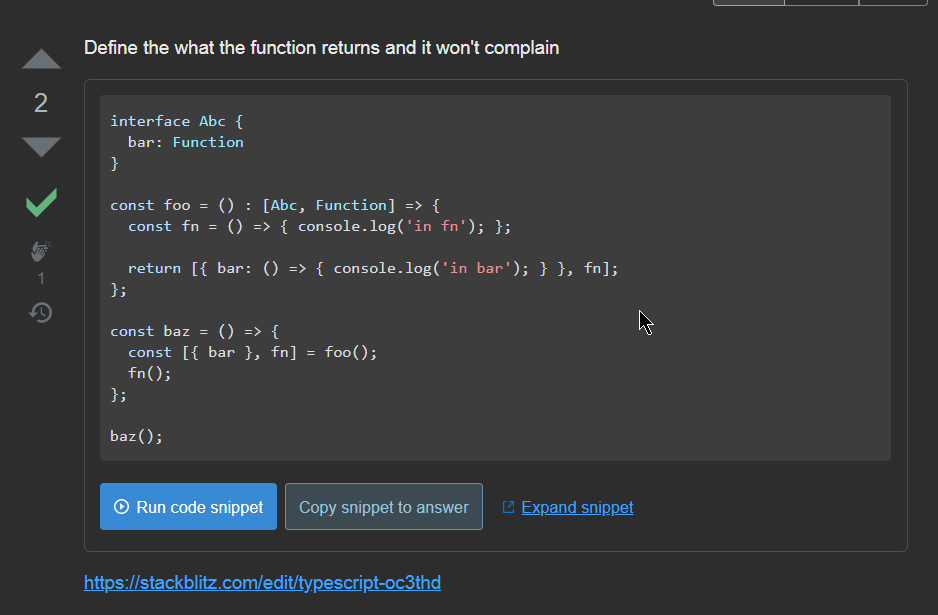 Define the what the function returns and it won't complain
2
1
interface Abc {
  bar: Function
}
const foo = () : [Abc, Function] => {
  const fn = () => { console.log('in fn'); };
  return [{ bar: () => { console.log('in bar'); } }, fn];
};
const baz = () => {
  const [{ bar }, fn] = foo();
  fn();
};
baz();
Run code snippet
Copy snippet to answer
Expand snippet
https://stackblitz.com/edit/typescript-oc3thd